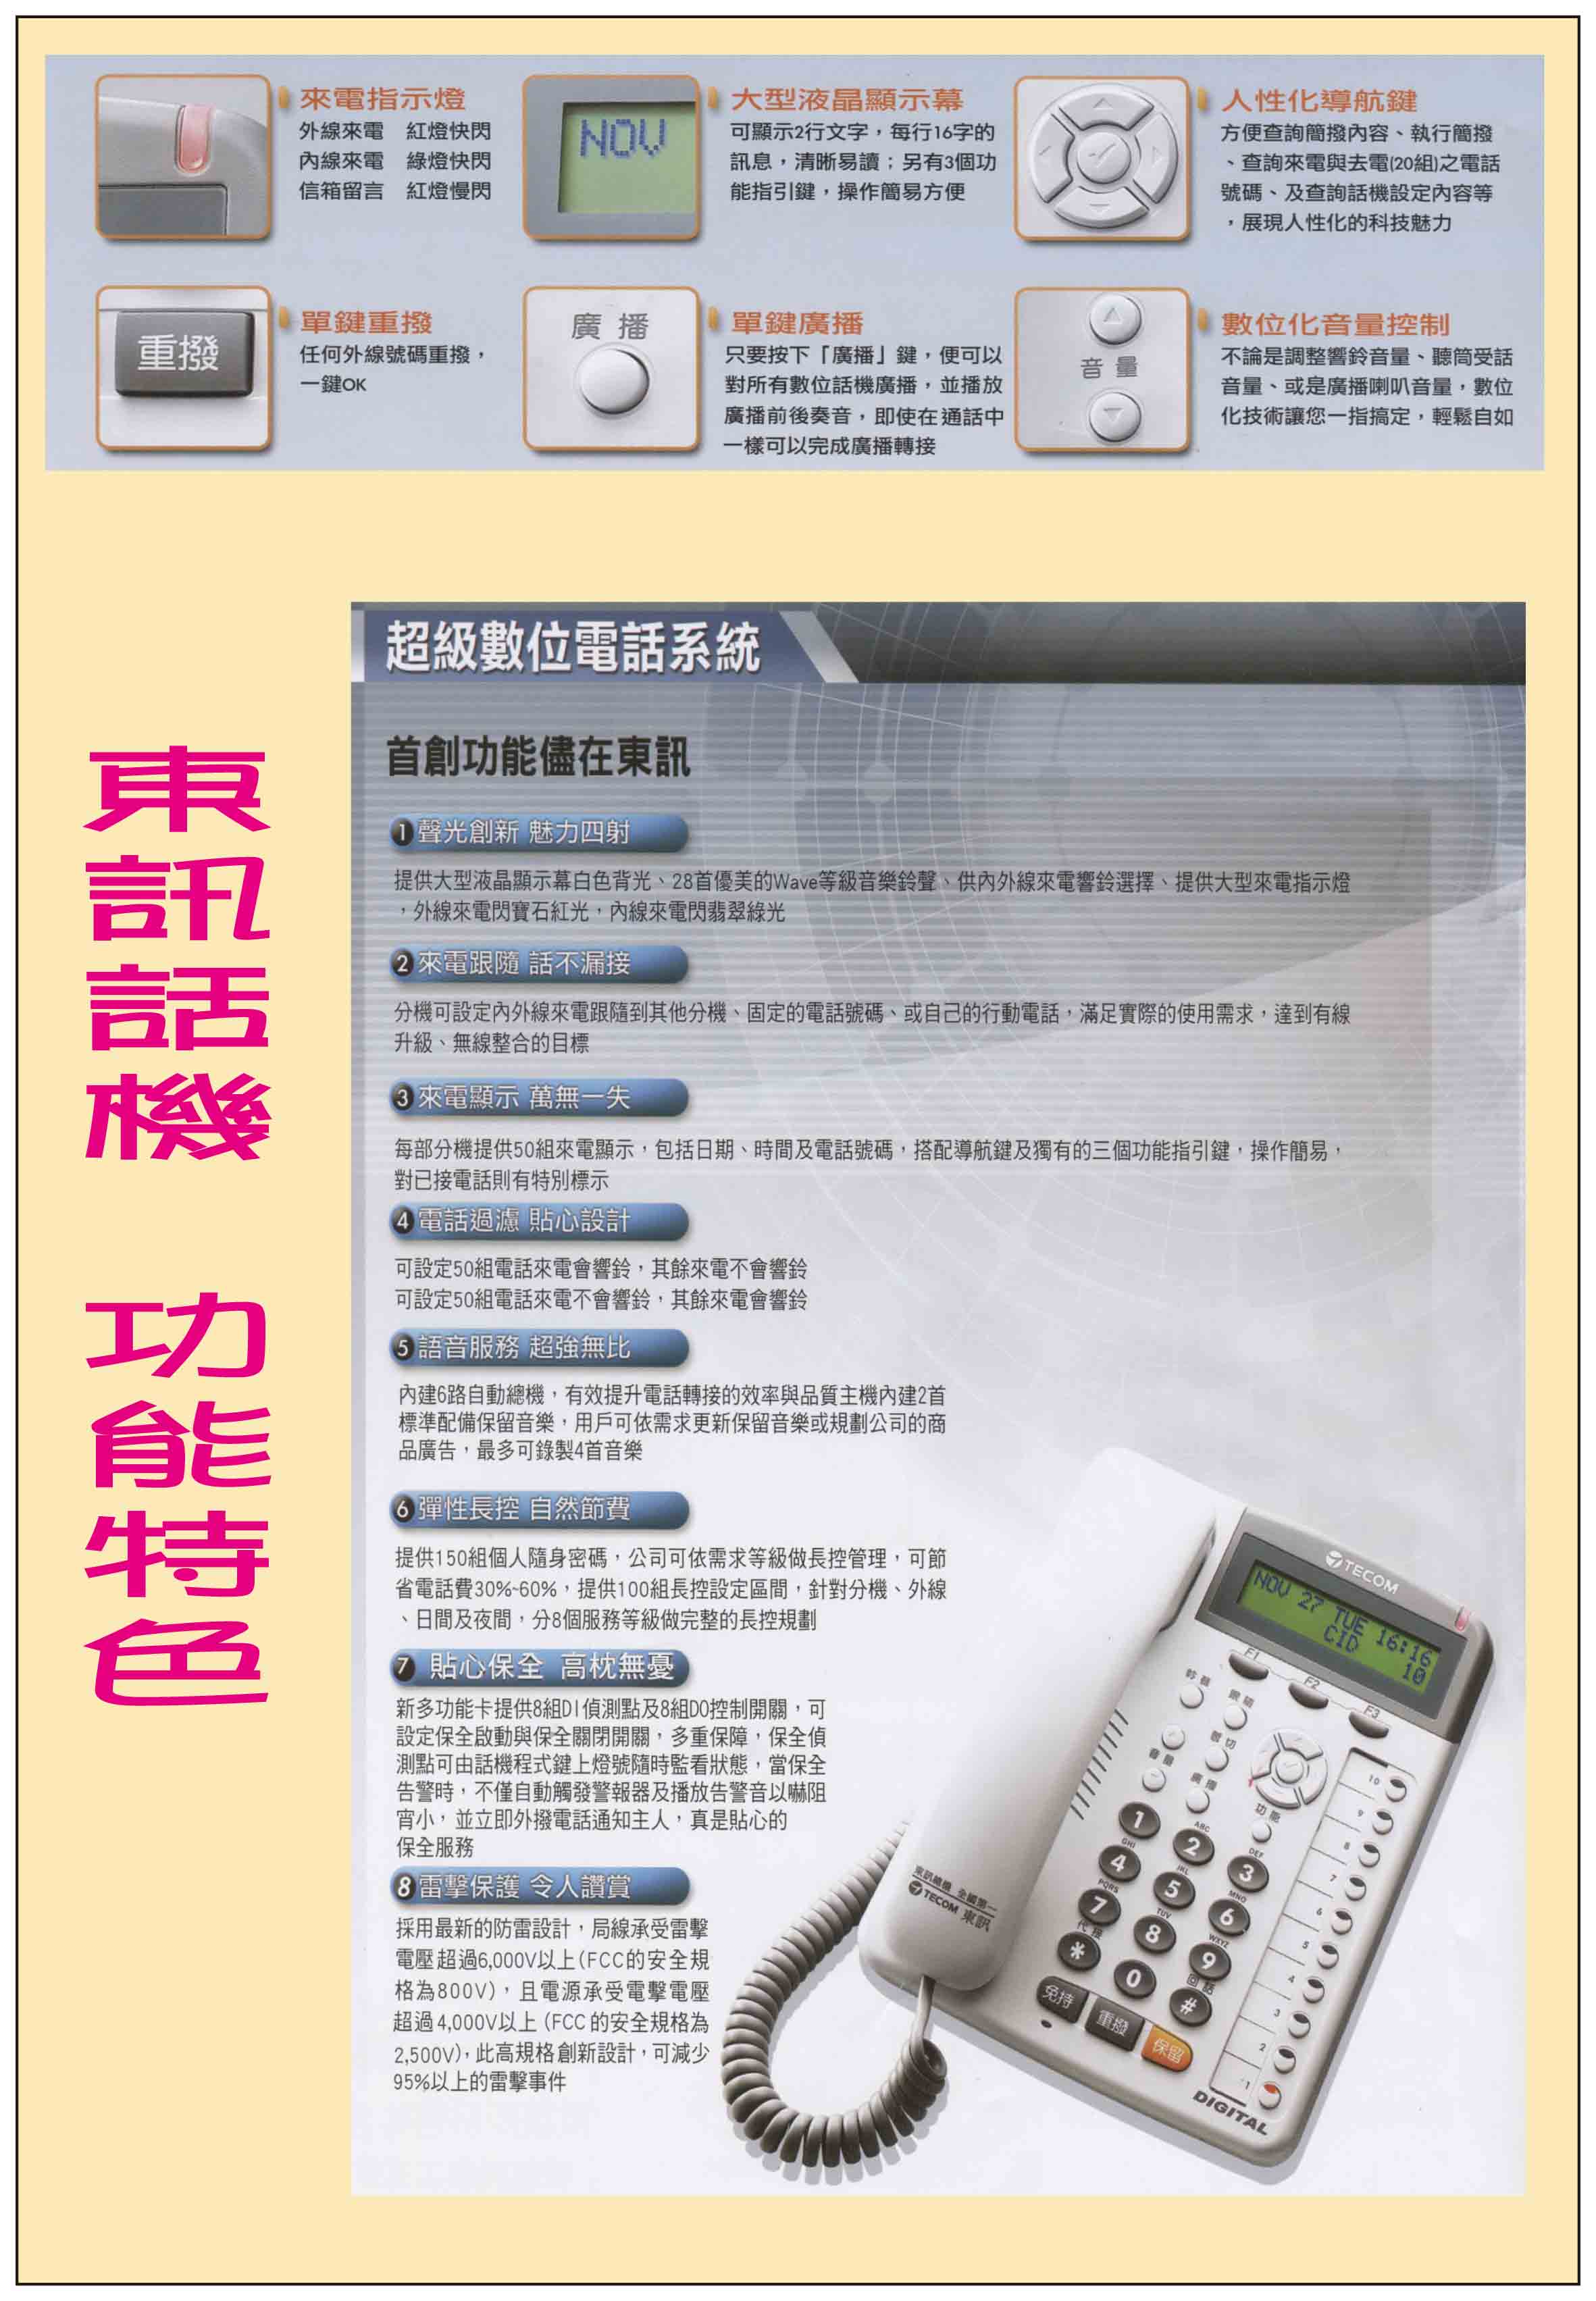 來電指示燈
外線來電　紅燈快閃
內線來電　綠燈快閃
信箱留言　紅燈慢閃
NOV
大型液晶顯示幕
可顯示2行文字，每行16字的
訊息，清晰易讀；另有3個功
能指引鍵，操作簡易方便
人性化導航鍵
方便查詢簡撥內容、執行簡撥
、查詢來電與去電(20組)之電話
號碼、及查詢話機設定內容等
，展現人性化的科技魅力
重撥
單鍵重撥
任何外線號碼重撥，
一鍵OK
廣 播
單鍵廣播
只要按下「廣播」鍵，便可以
對所有數位話機廣播，並播放
廣播前後奏音，即使在通話中
一樣可以完成廣播轉接
音 量
數位化音量控制
不論是調整響鈴音量、聽筒受話
音量、或是廣播喇叭音量，數位
化技術讓您一指搞定，輕鬆自如
東訊話機 功能特色
超級數位電話系統
首創功能儘在東訊
1 聲光創新 魅力四射
提供大型液晶顯示幕白色背光、28首優美的Wave等級音樂鈴聲、供內外線來電響鈴選擇、提供大型來電指示燈
，外線來電閃寶石紅光，內線來電閃翡翠綠光
2 來電跟隨 話不漏接
分機可設定內外線來電跟隨到其他分機、固定的電話號碼、或自己的行動電話，滿足實際的使用需求，達到有線
升級、無線整合的目標
3 來電顯示 萬無一失
每部分機提供50組來電顯示，包括日期、時間及電話號碼，搭配導航鍵及獨有的三個功能指引鍵，操作簡易，
對已接電話則有特別標示
4 電話過濾 貼心設計
可設定50組電話來電會響鈴，其餘來電不會響鈴
可設定50組電話來電不會響鈴，其餘來電會響鈴
5 語音服務 超強無比
內建6路自動總機，有效提升電話轉接的效率與品質主機內建2首
標準配備保留音樂，用戶可依需求更新保留音樂或規劃公司的商
品廣告，最多可錄製4首音樂
6 彈性長控 自然節費
提供150組個人隨身密碼，公司可依需求等級做長控管理，可節
省電話費30%~60%，提供100組長控設定區間，針對分機、外線
、日間及夜間，分8個服務等級做完整的長控規劃
7 貼心保全 高枕無憂
新多功能卡提供8組DI偵測點及8組DO控制開關，可
設定保全啟動與保全關閉開關，多重保障，保全偵
測點可由話機程式鍵上燈號隨時監看狀態，當保全
告警時，不僅自動觸發警報器及播放告警音以嚇阻
宵小，並立即外撥電話通知主人，真是貼心的
保全服務
8 雷擊保護 令人讚賞
採用最新的防雷設計，局線承受雷擊
電壓超過6,000V以上(FCC的安全規
格為800V)，且電源承受電擊電壓
超過4,000V以上(FCC的安全規格為
2,500V)，此高規格創新設計，可減少
95%以上的雷擊事件
TECOM
NOV 27 TUE 16:16
CID 10
F1
F2
F3
鈴聲
音量
廣播
功能
10
9
8
7
6
5
4
3
2
1
1
ABC
2
DEF
3
GHI
4
JKL
5
MNO
6
PQRS
7
TUV
8
WXYZ
9
代接
*
0
回話
#
免持
重撥
保留
東訊總機 全國第一
TECOM 東訊
DIGITAL